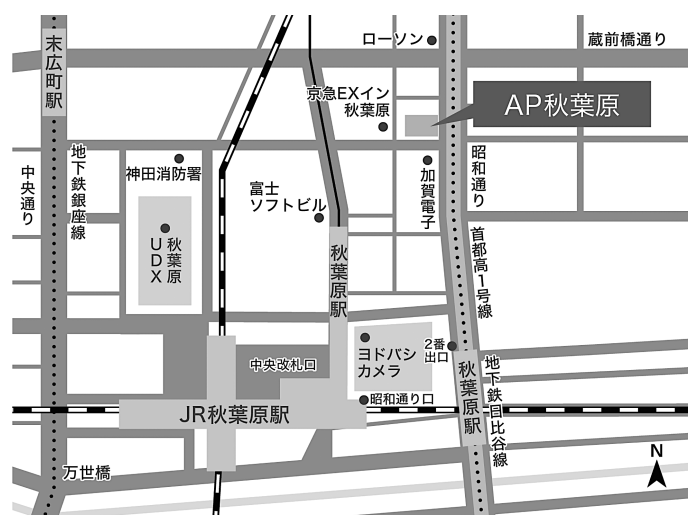 ローソン
蔵前橋通り
末広町駅
京急EXイン
秋葉原
AP秋葉原
地下鉄銀座線
中央通り
神田消防署
富士
ソフトビル
加賀電子
昭和通り
秋葉原
UDX
秋葉原駅
首都高1号線
中央改札口
ヨドバシ
カメラ
2番
出口
秋葉原駅
地下鉄日比谷線
昭和通り口
JR秋葉原駅
万世橋
N